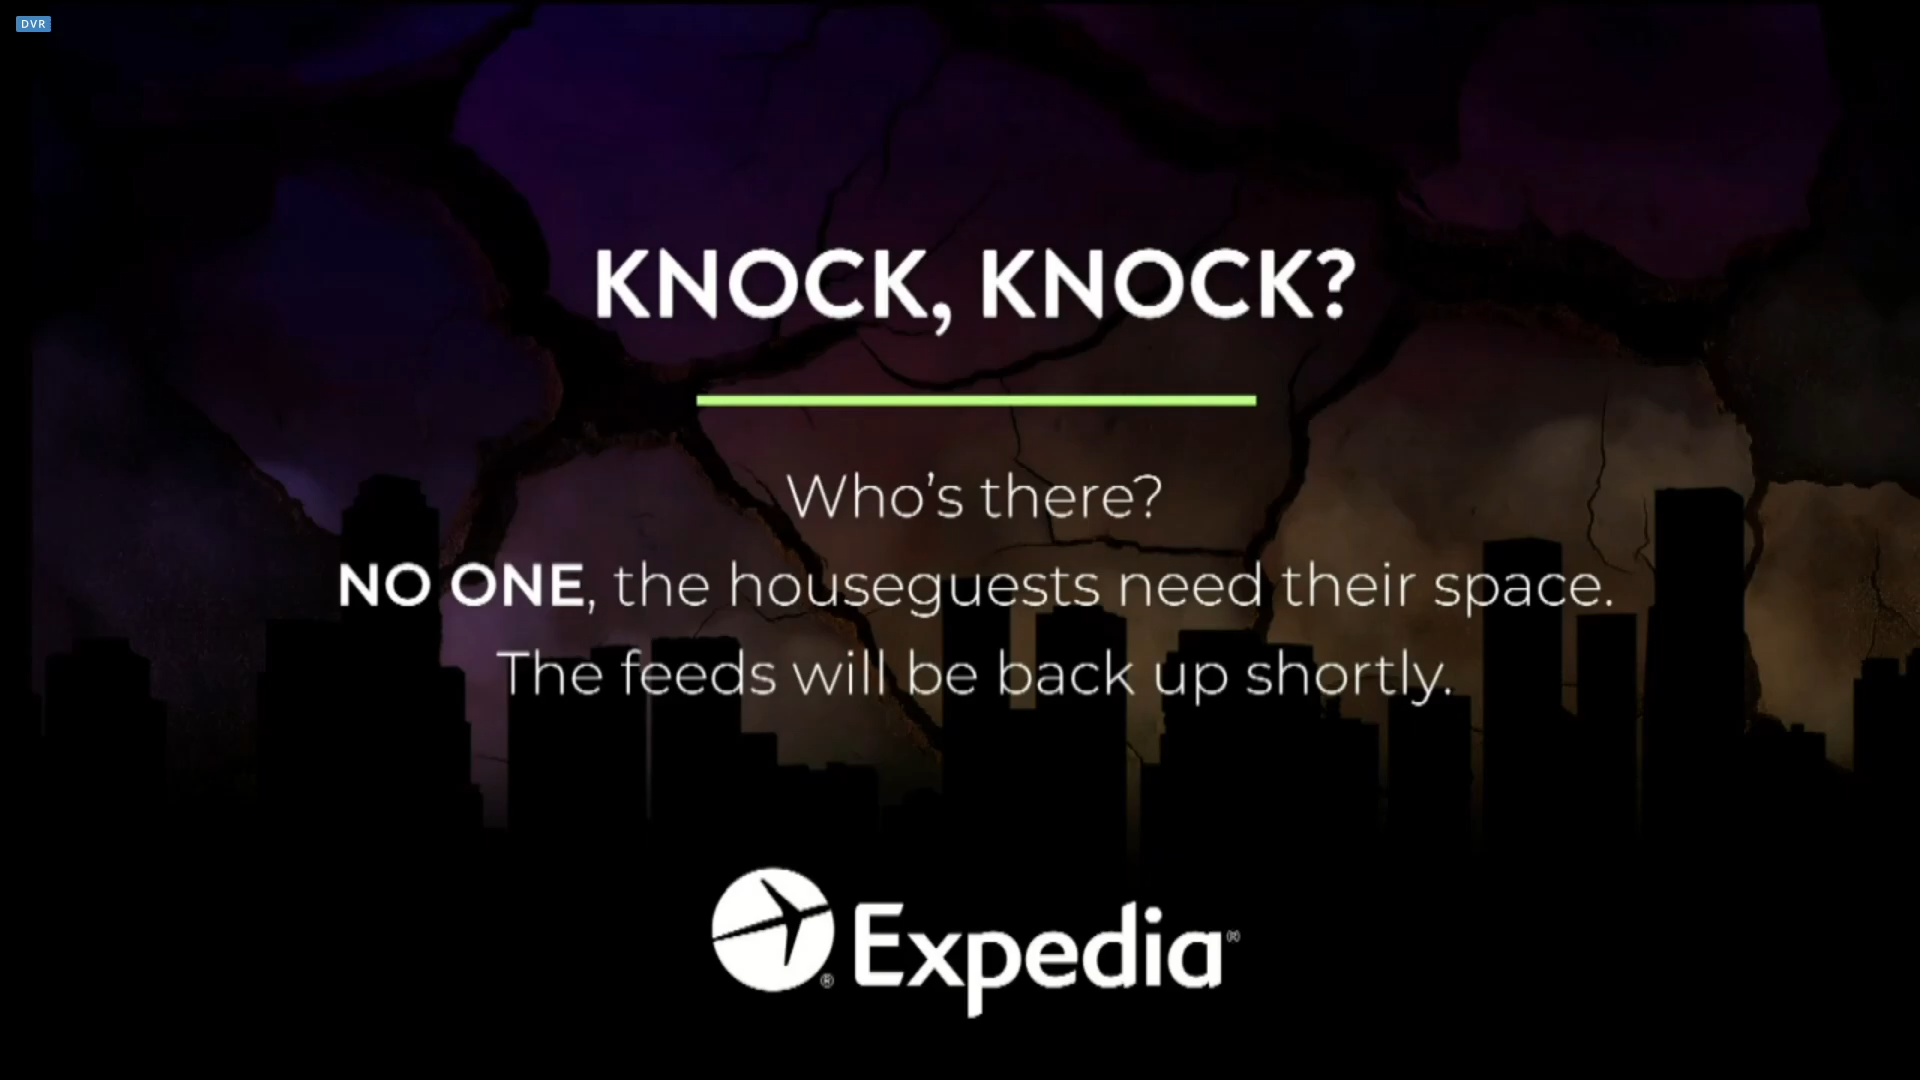 DVR
KNOCK, KNOCK?
Who’s there?
NO ONE, the houseguests need their space.
The feeds will be back up shortly.
® Expedia®